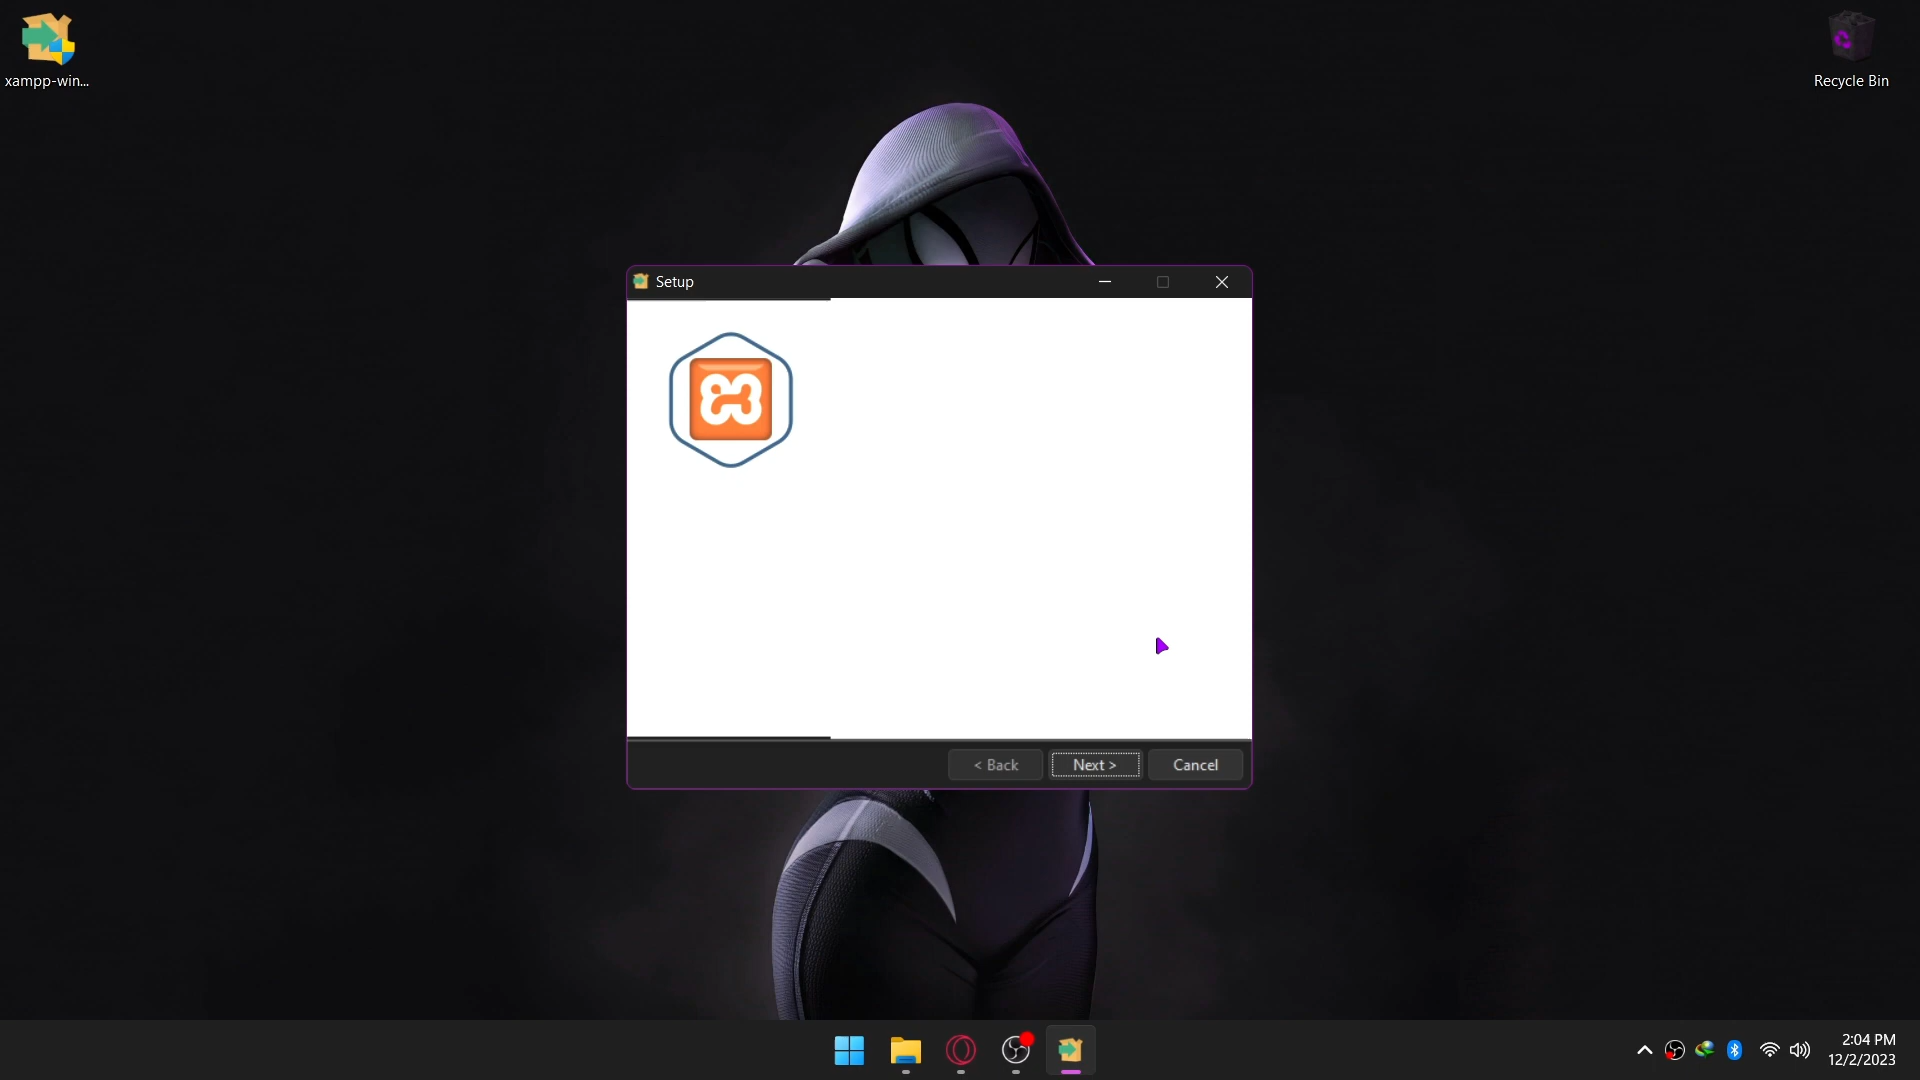 xampp-win...
Recycle Bin
Setup
< Back
Next >
Cancel
2:04 PM
12/2/2023